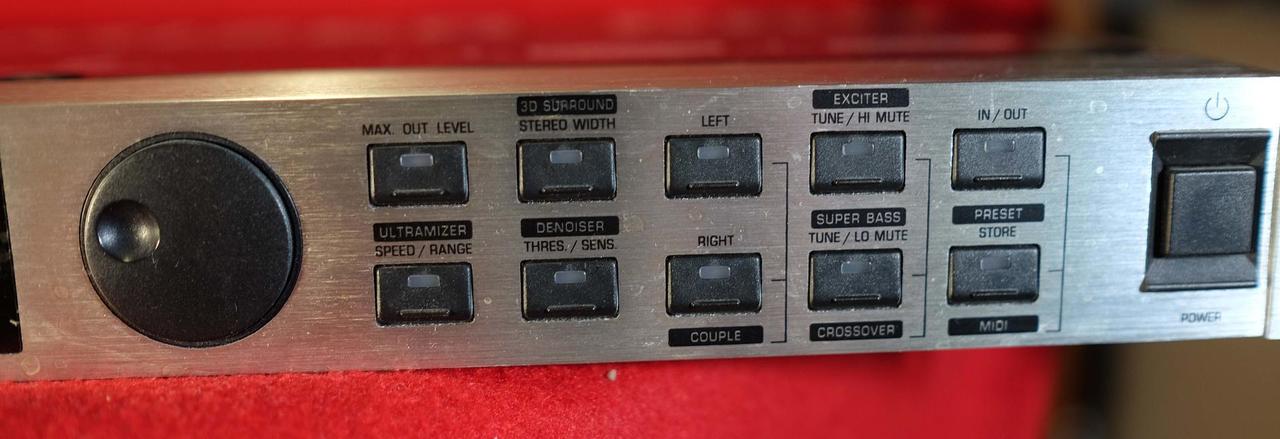 MAX. OUT LEVEL
3D SURROUND
STEREO WIDTH
LEFT
EXCITER
TUNE / HI MUTE
IN / OUT
ULTRAMIZER
SPEED / RANGE
DENOISER
THRES. / SENS.
RIGHT
SUPER BASS
TUNE / LO MUTE
PRESET
STORE
COUPLE
CROSSOVER
MIDI
POWER